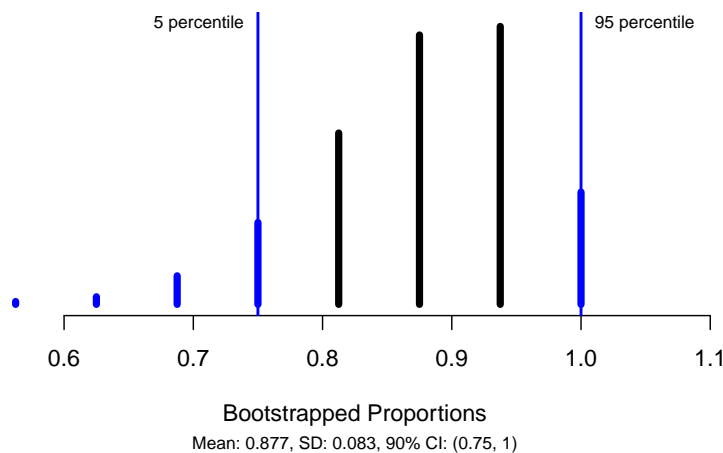 5 percentile
95 percentile
0.6 0.7 0.8 0.9 1.0 1.1
Bootstrapped Proportions
Mean: 0.877, SD: 0.083, 90% CI: (0.75, 1)